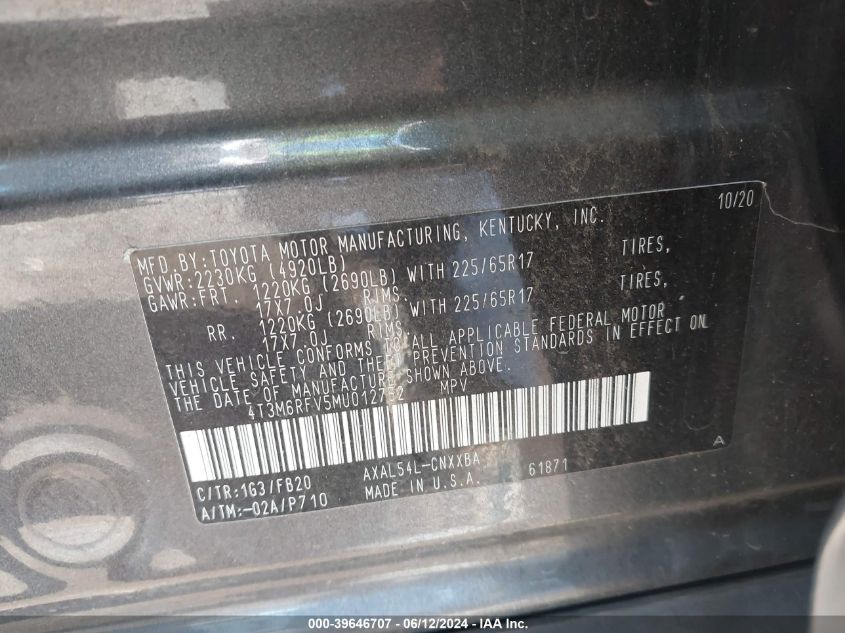 10/20
MFD.BY:TOYOTA MOTOR MANUFACTURING, KENTUCKY, INC.
GVWR:2230KG (4920LB)
GAWR:FRT. 1220KG (2690LB) WITH 225/65R17 TIRES,
17X7.0J RIMS.
RR. 1220KG (2690LB) WITH 225/65R17 TIRES,
17X7.0J RIMS.
THIS VEHICLE CONFORMS TO ALL APPLICABLE FEDERAL MOTOR
VEHICLE SAFETY AND THEFT PREVENTION STANDARDS IN EFFECT ON
THE DATE OF MANUFACTURE SHOWN ABOVE.
MPV
C/TR:1G3/FB20 AXAL54L-CNXXBA 61871 A
A/TM:-02A/P710 MADE IN U.S.A.
000-39646707 - 06/12/2024 - IAA Inc.